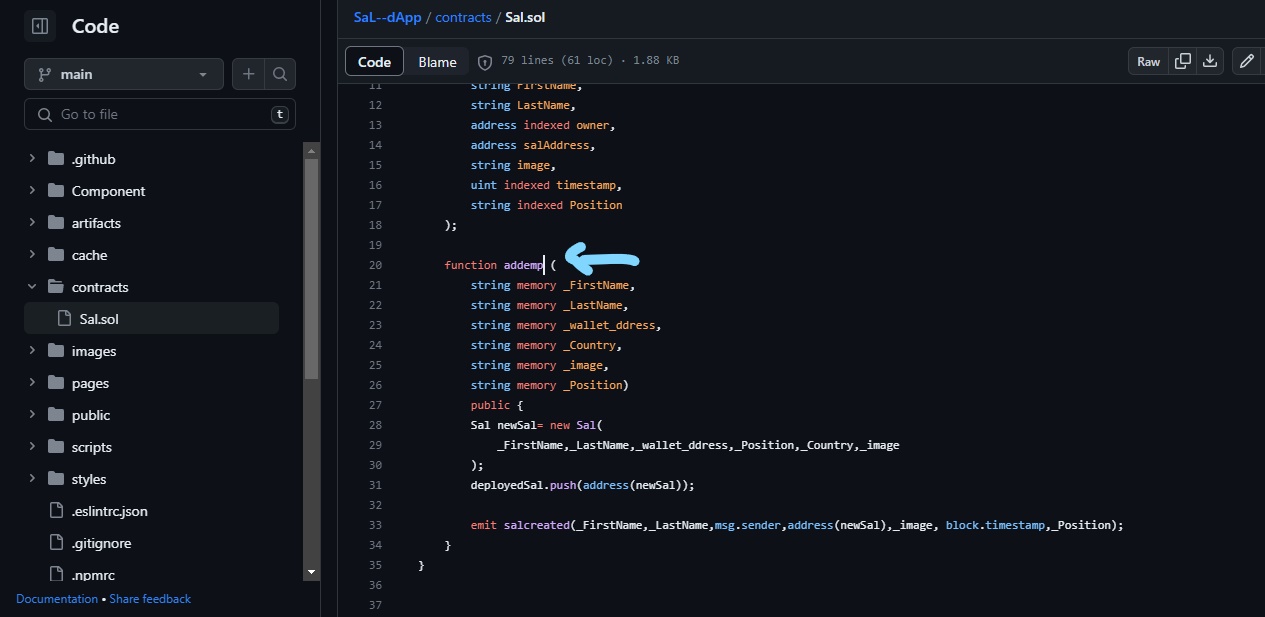 Code
main
Go to file
t
.github
Component
artifacts
cache
contracts
Sal.sol
images
pages
public
scripts
styles
.eslintrc.json
.gitignore
.npmrc
Documentation • Share feedback
SaL--dApp / contracts / Sal.sol
Code Blame 79 lines (61 loc) · 1.88 KB Raw
11 string FirstName,
12 string LastName,
13 address indexed owner,
14 address salAddress,
15 string image,
16 uint indexed timestamp,
17 string indexed Position
18 );
19
20 function addemp (
21 string memory _FirstName,
22 string memory _LastName,
23 string memory _wallet_ddress,
24 string memory _Country,
25 string memory _image,
26 string memory _Position)
27 public {
28 Sal newSal= new Sal(
29 _FirstName,_LastName,_wallet_ddress,_Position,_Country,_image
30 );
31 deployedSal.push(address(newSal));
32
33 emit salcreated(_FirstName,_LastName,msg.sender,address(newSal),_image, block.timestamp,_Position);
34 }
35 }
36
37